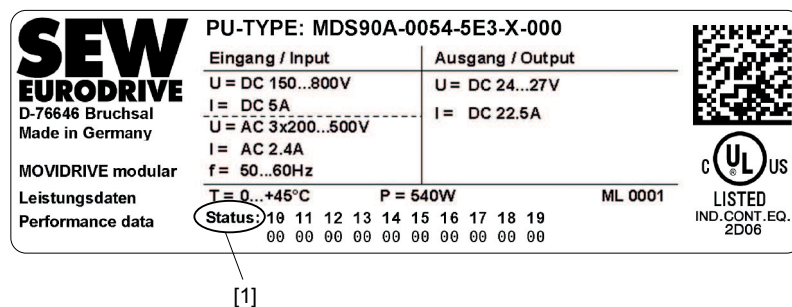 SEW
EURODRIVE
D-76646 Bruchsal
Made in Germany
MOVIDRIVE modular
Leistungsdaten
Performance data
PU-TYPE: MDS90A-0054-5E3-X-000
Eingang / Input
U = DC 150...800V
I = DC 5A
U = AC 3x200...500V
I = AC 2.4A
f = 50...60Hz
Ausgang / Output
U = DC 24...27V
I = DC 22.5A
T = 0...+45°C P = 540W ML 0001
Status: 10 11 12 13 14 15 16 17 18 19
00 00 00 00 00 00 00 00 00 00
C UL US
®
LISTED
IND.CONT.EQ.
2D06
[1]